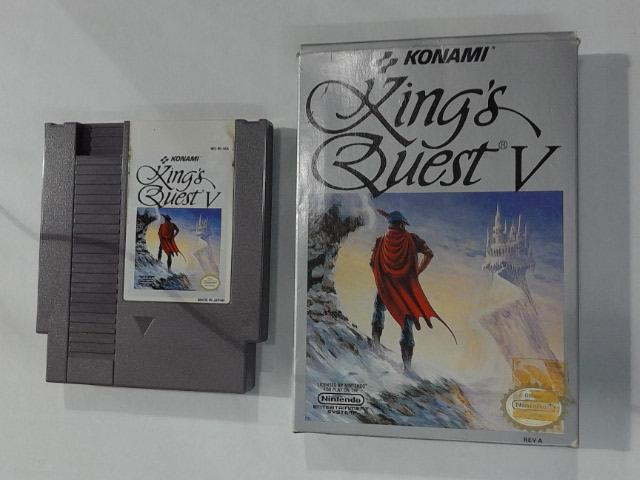 KONAMI
King's
Quest V
MADE IN JAPAN
KONAMI®
King's
Quest® V
LICENSED BY NINTENDO
FOR PLAY ON THE
Nintendo
ENTERTAINMENT
SYSTEM
Nintendo
REV-A